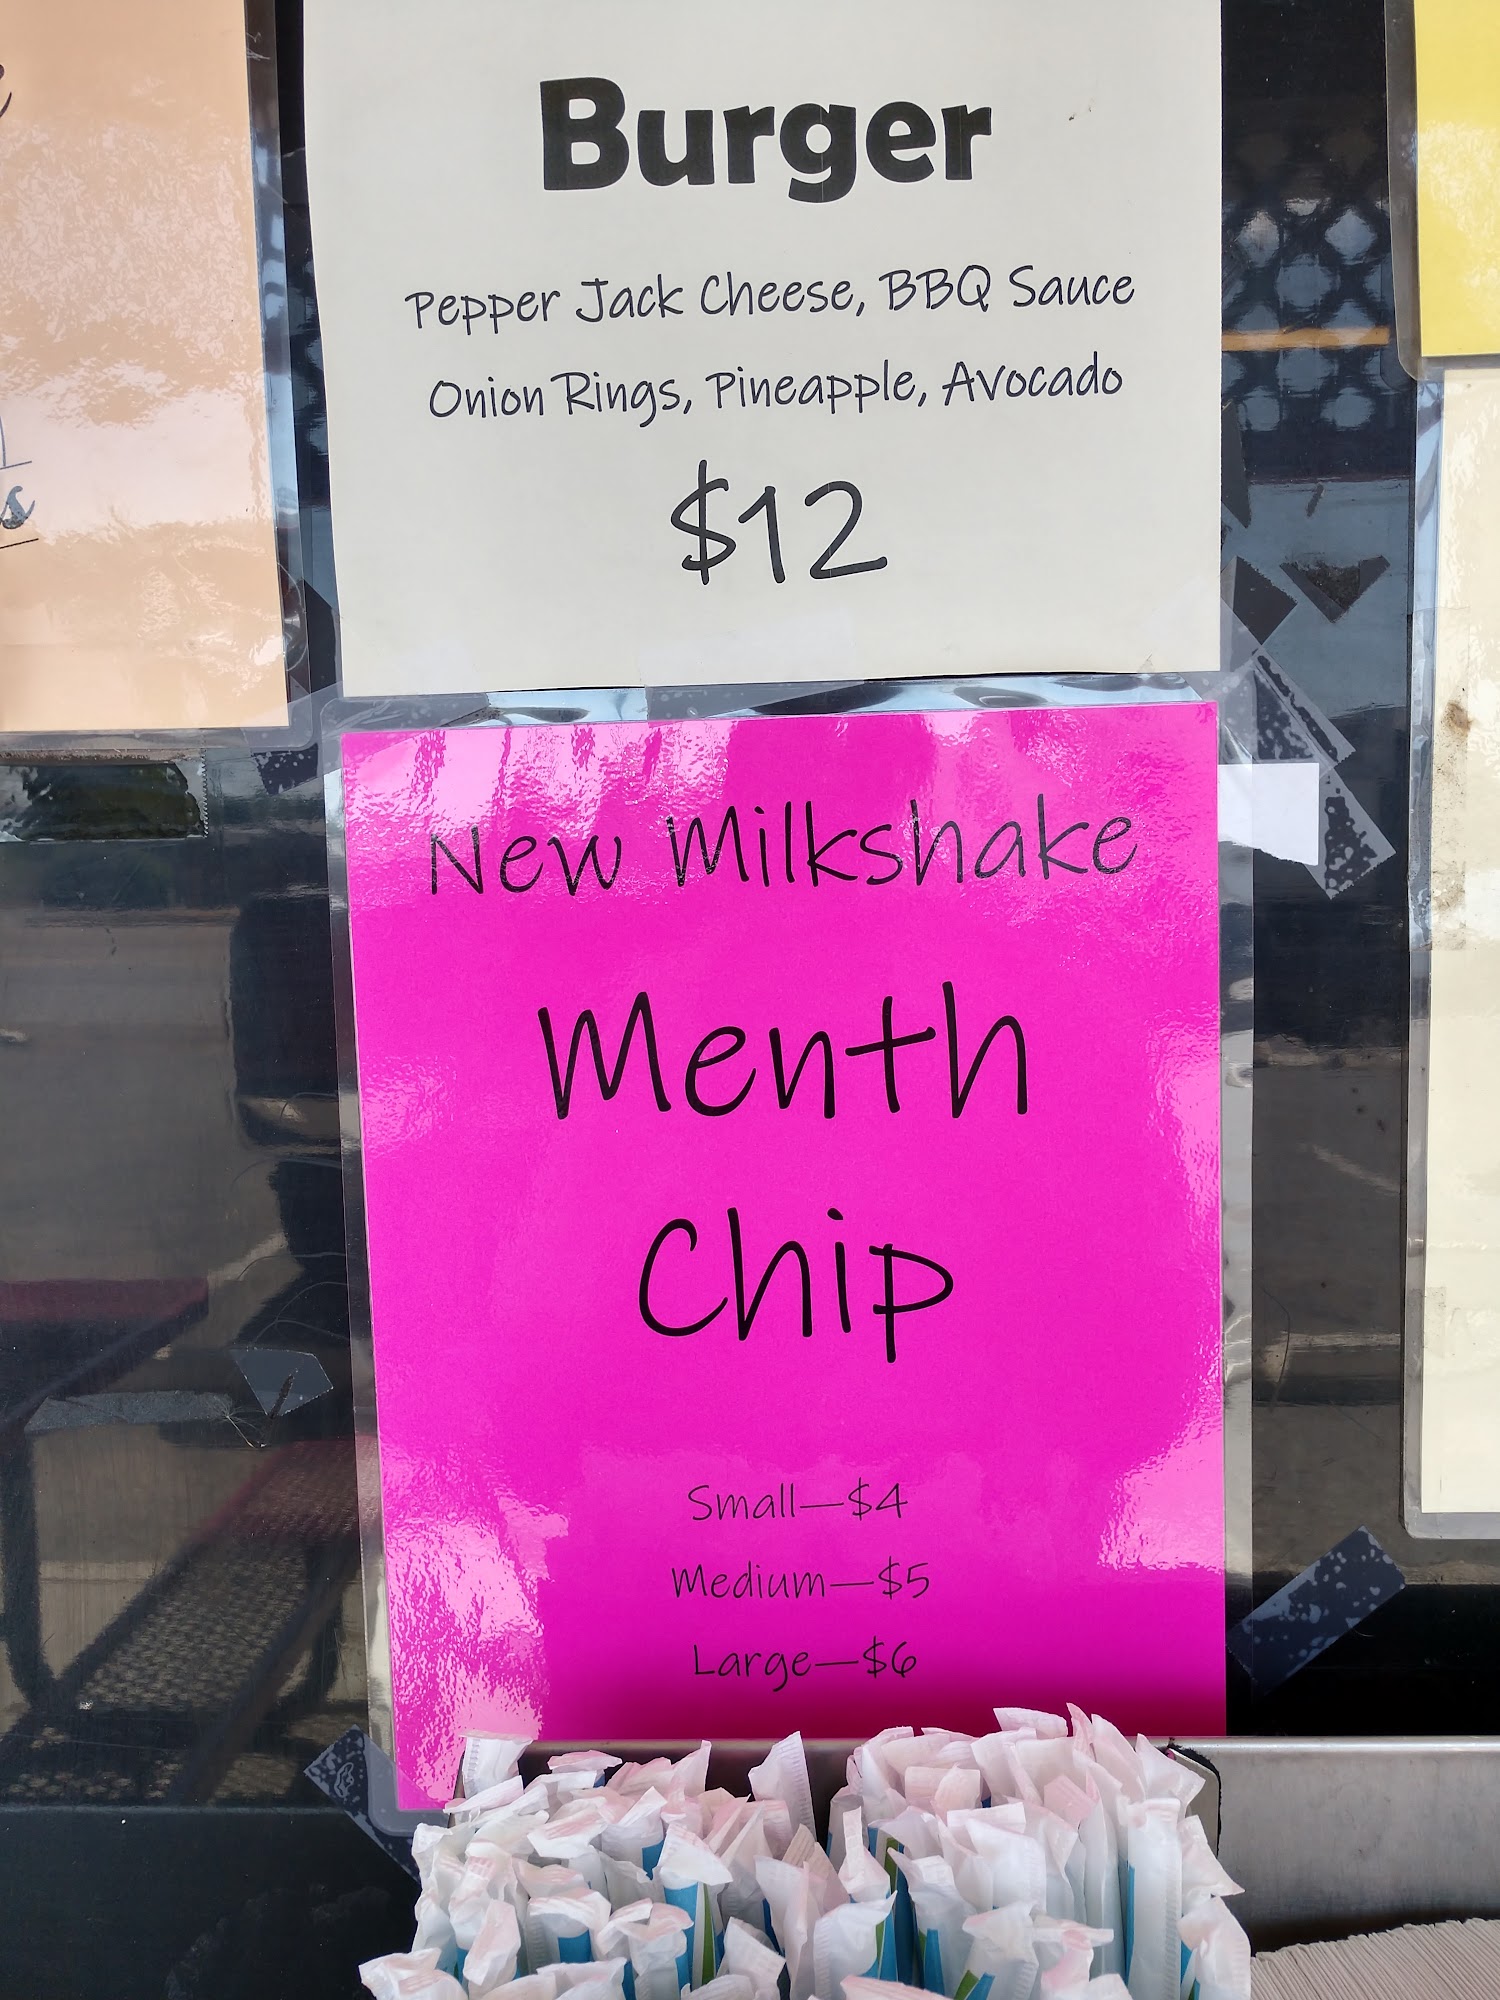 Burger
Pepper Jack Cheese, BBQ Sauce
Onion Rings, Pineapple, Avocado
$12
New Milkshake
Menth
Chip
Small—$4
Medium—$5
Large—$6